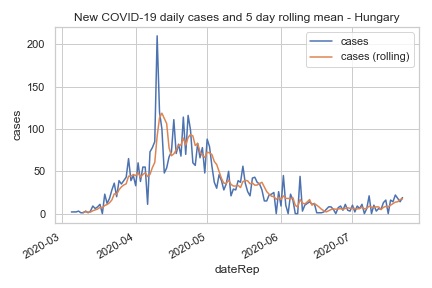 New COVID-19 daily cases and 5 day rolling mean - Hungary
cases
cases (rolling)
200
150
100
50
0
cases
2020-03
2020-04
2020-05
2020-06
2020-07
dateRep